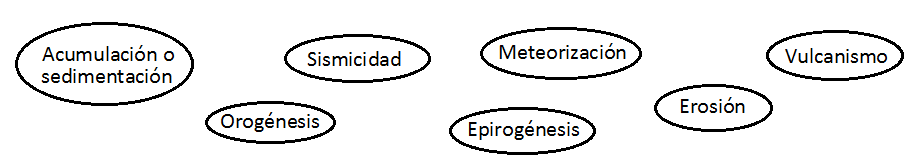 Acumulación o
sedimentación
Sismicidad
Meteorización
Vulcanismo
Orogénesis
Epirogénesis
Erosión